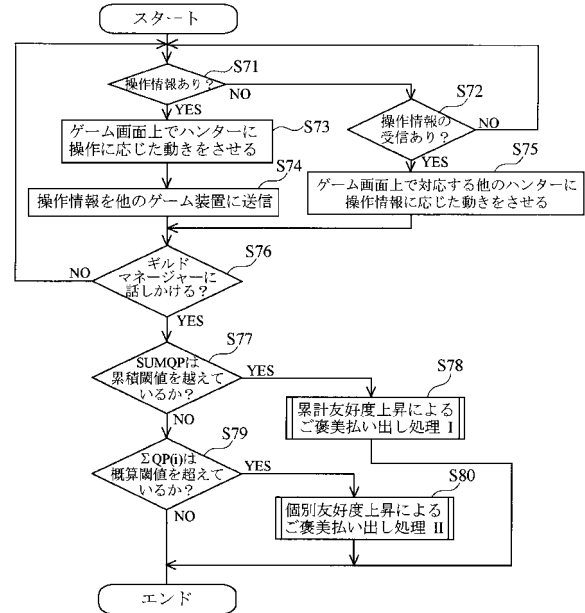 スタート
S71
操作情報あり？
NO
YES
S72
操作情報の
受信あり？
NO
YES
S73
ゲーム画面上でハンターに
操作に応じた動きをさせる
S74
操作情報を他のゲーム装置に送信
S75
ゲーム画面上で対応する他のハンターに
操作情報に応じた動きをさせる
S76
ギルド
マネージャーに
話しかける？
NO
YES
S77
SUMQPは
累積閾値を越えて
いるか？
YES
NO
S78
累計友好度上昇による
ご褒美払い出し処理 I
S79
ΣQP(i)は
概算閾値を超えて
いるか？
YES
NO
S80
個別友好度上昇による
ご褒美払い出し処理 II
エンド